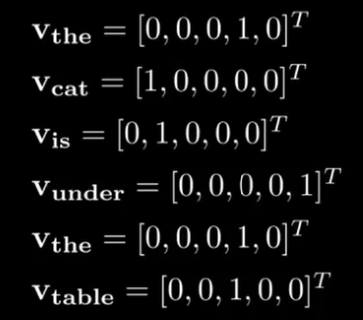 v_the = [0, 0, 0, 1, 0]^T
v_cat = [1, 0, 0, 0, 0]^T
v_is = [0, 1, 0, 0, 0]^T
v_under = [0, 0, 0, 0, 1]^T
v_the = [0, 0, 0, 1, 0]^T
v_table = [0, 0, 1, 0, 0]^T